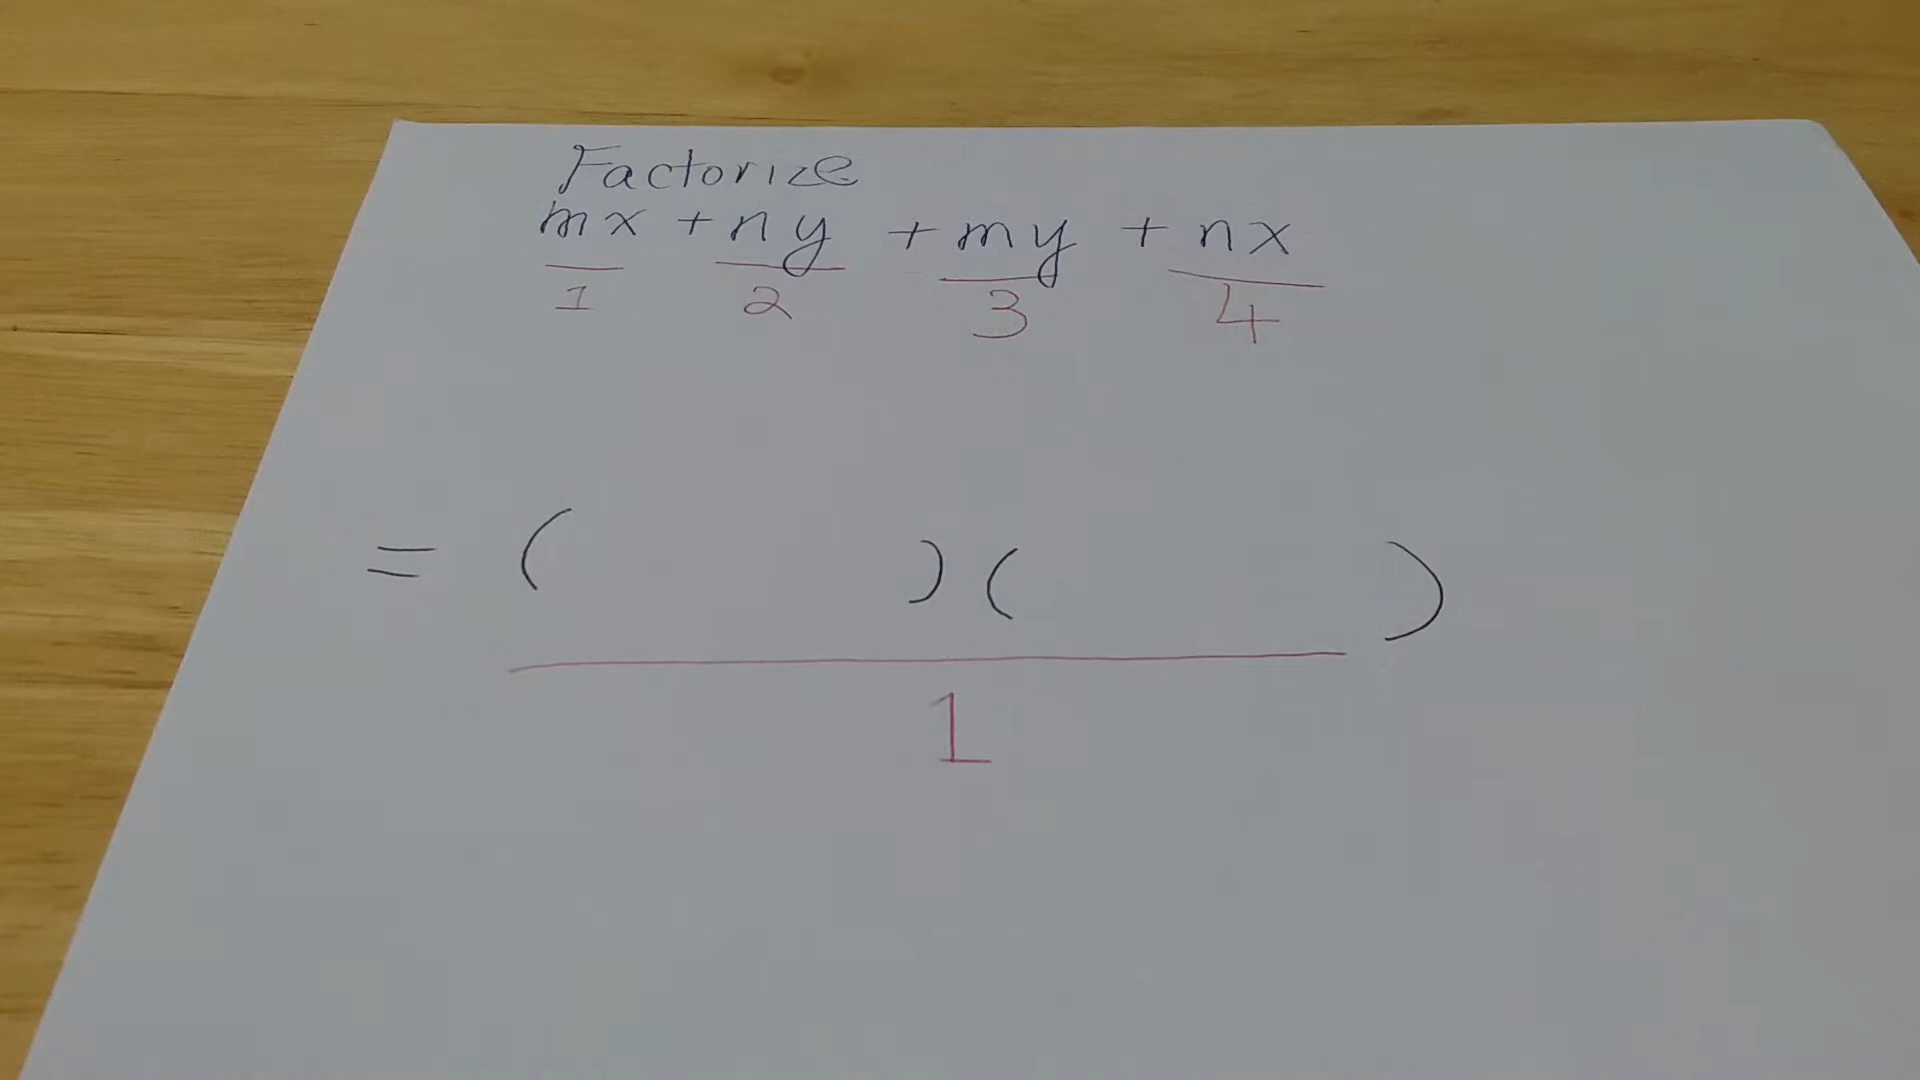 Factorize
mx + ny + my + nx
1 2 3 4
= ( ) ( )
1